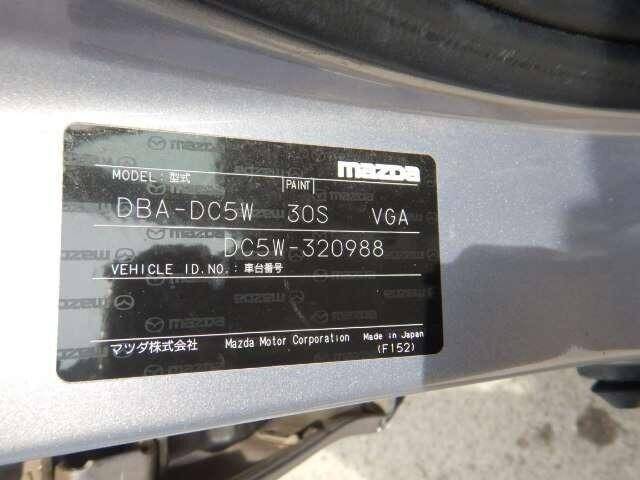 mazda
MODEL: 型式 PAINT
DBA-DC5W 30S VGA
DC5W-320988
VEHICLE ID.NO.: 車台番号
マツダ株式会社 Mazda Motor Corporation Made in Japan
(F152)